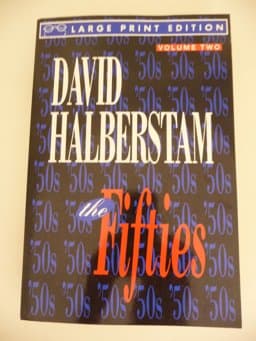 LARGE PRINT EDITION
VOLUME TWO
DAVID
HALBERSTAM
the
Fifties